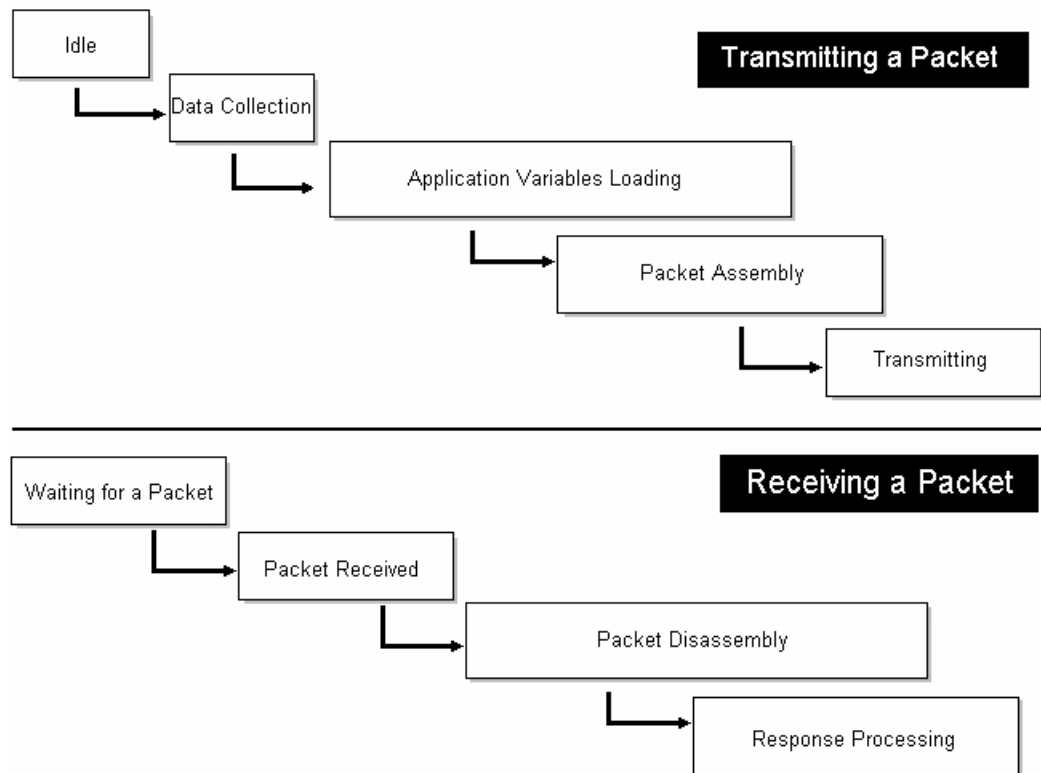 Idle
Transmitting a Packet
Data Collection
Application Variables Loading
Packet Assembly
Transmitting
Waiting for a Packet
Receiving a Packet
Packet Received
Packet Disassembly
Response Processing